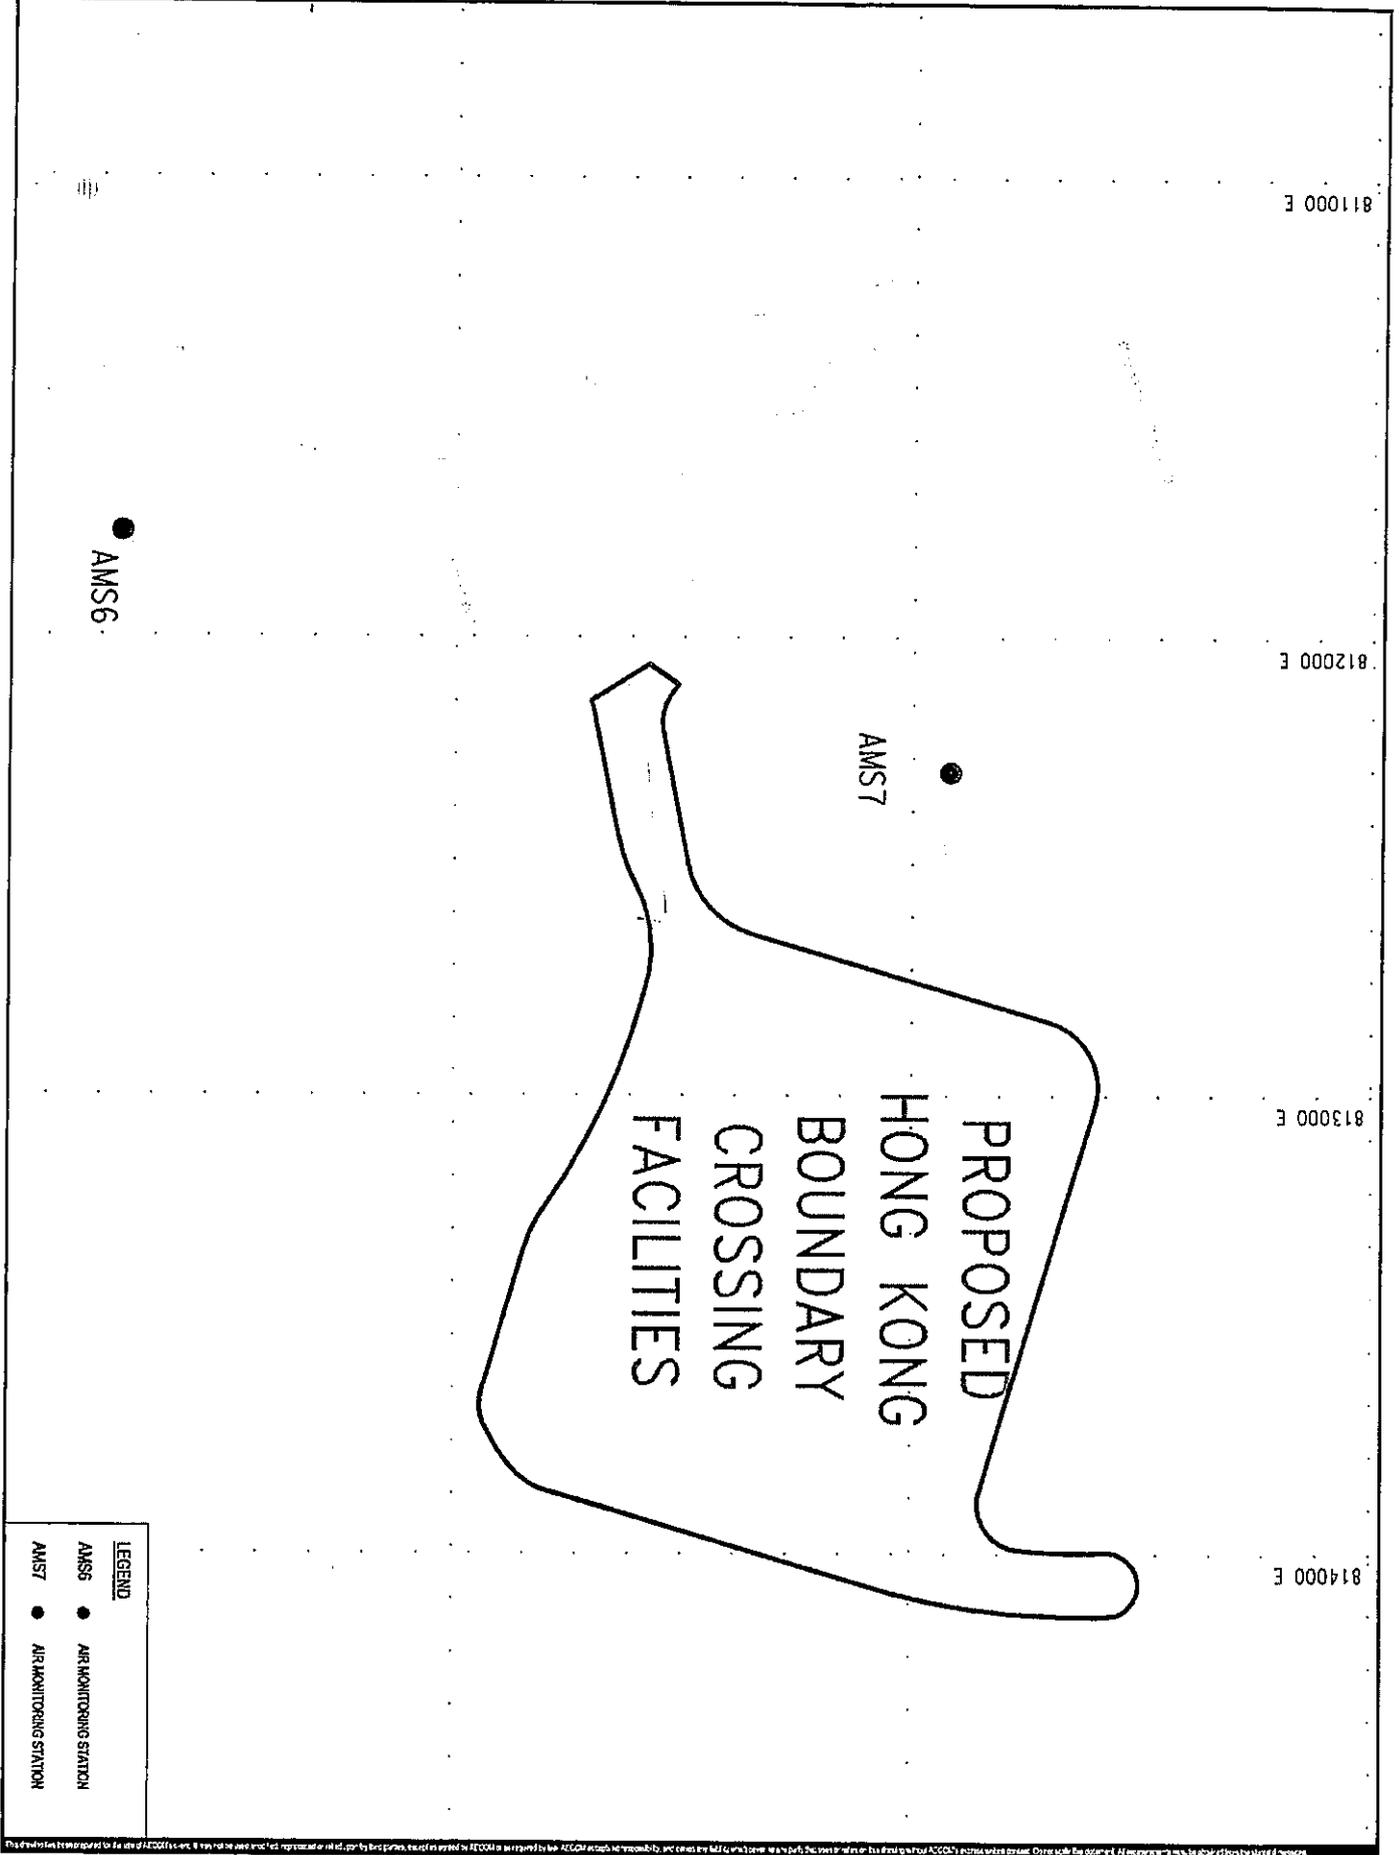 811000 E
812000 E
813000 E
814000 E
AMS7
AMS6
PROPOSED
HONG KONG
BOUNDARY
CROSSING
FACILITIES
LEGEND
AMS6 AIR MONITORING STATION
AMS7 AIR MONITORING STATION